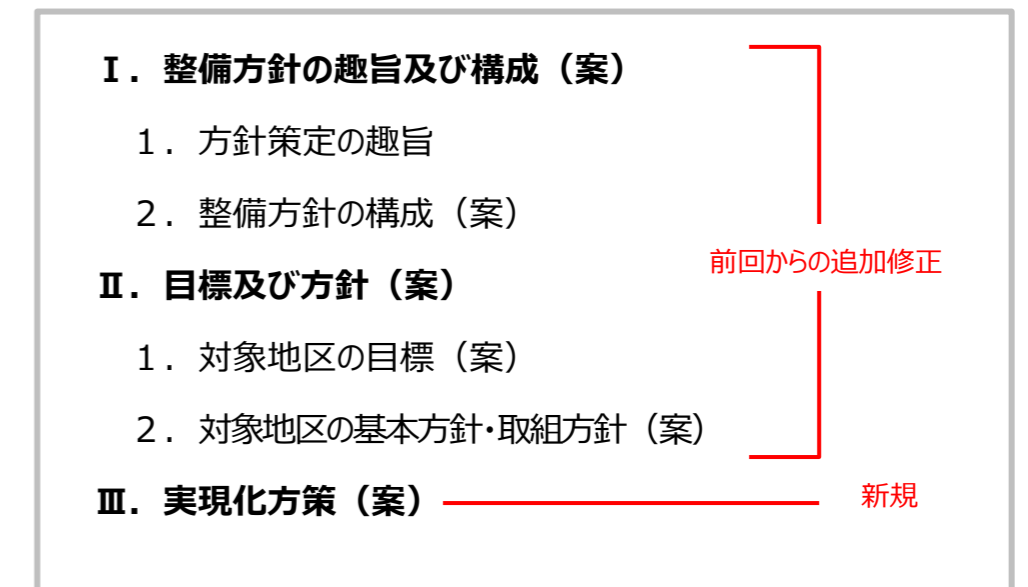 Ⅰ．整備方針の趣旨及び構成（案）
１．方針策定の趣旨
２．整備方針の構成（案）
前回からの追加修正
Ⅱ．目標及び方針（案）
１．対象地区の目標（案）
２．対象地区の基本方針・取組方針（案）
Ⅲ．実現化方策（案）
新規